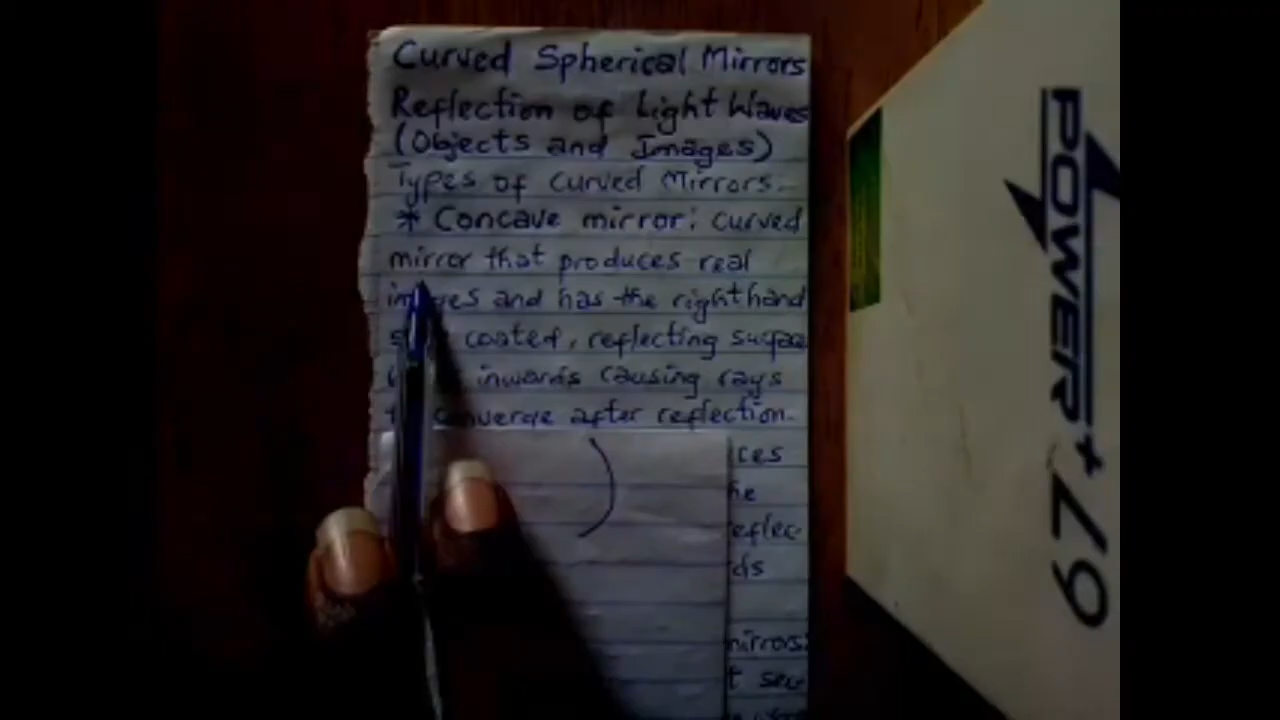 Curved Spherical Mirrors
Reflection of Light Waves
(Objects and Images)
Types of Curved Mirrors.
* Concave mirror: curved
mirror that produces real
and has the righthand
coated, reflecting surface
inwards causing rays
converge after reflection.
ces
he
eflec-
ds
mirrors:
POWER+ L9